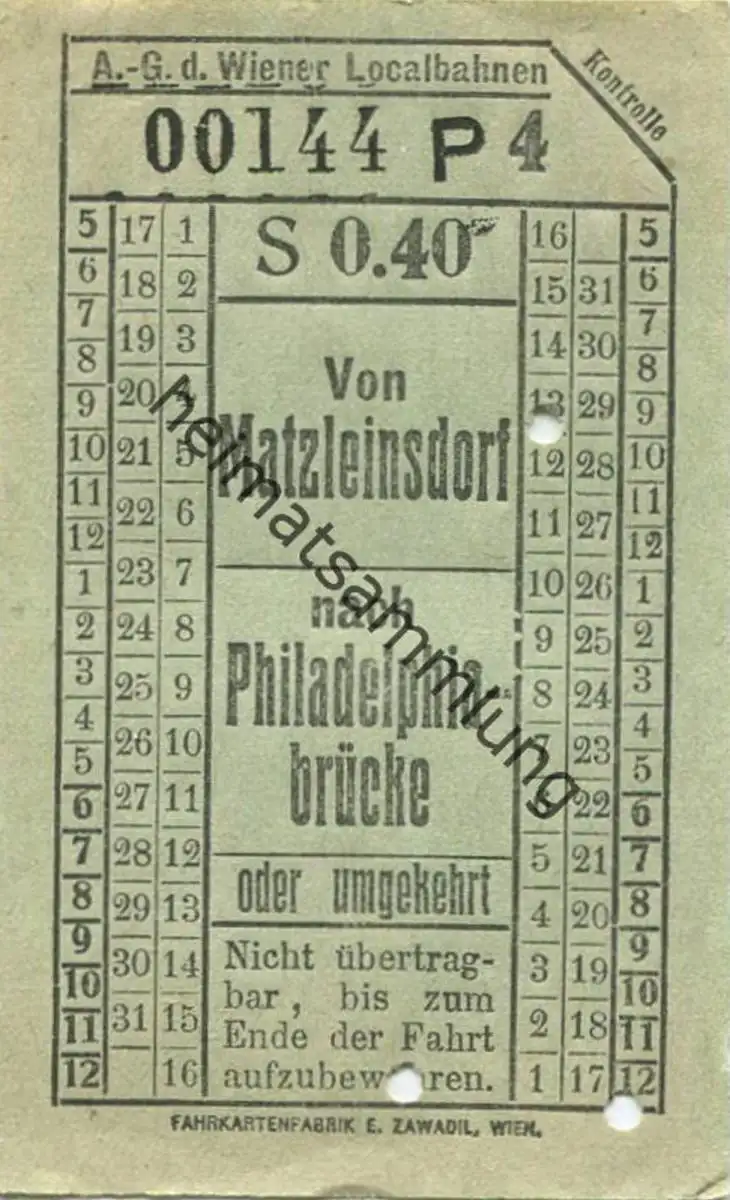 A.-G. d. Wiener Localbahnen
Kontrolle
00144 P 4
S 0.40
Von
Matzleinsdorf
nach
Philadelphia-
brücke
oder umgekehrt
Nicht übertrag-
bar, bis zum
Ende der Fahrt
aufzubewahren.
5 17 1 16 5
6 18 2 15 31 6
7 19 3 14 30 7
8 20 4 13 29 8
9 21 5 12 28 9
10 22 6 11 27 10
11 23 7 10 26 11
12 24 8 9 25 12
1 25 9 8 24 1
2 26 10 7 23 2
3 27 11 22 3
4 28 12 5 21 4
5 29 13 4 20 5
6 30 14 3 19 6
7 31 15 2 18 7
8 16 1 17 8
9 9
10 10
11 11
12 12
FAHRKARTENFABRIK E. ZAWADIL, WIEN.
heimatsammlung